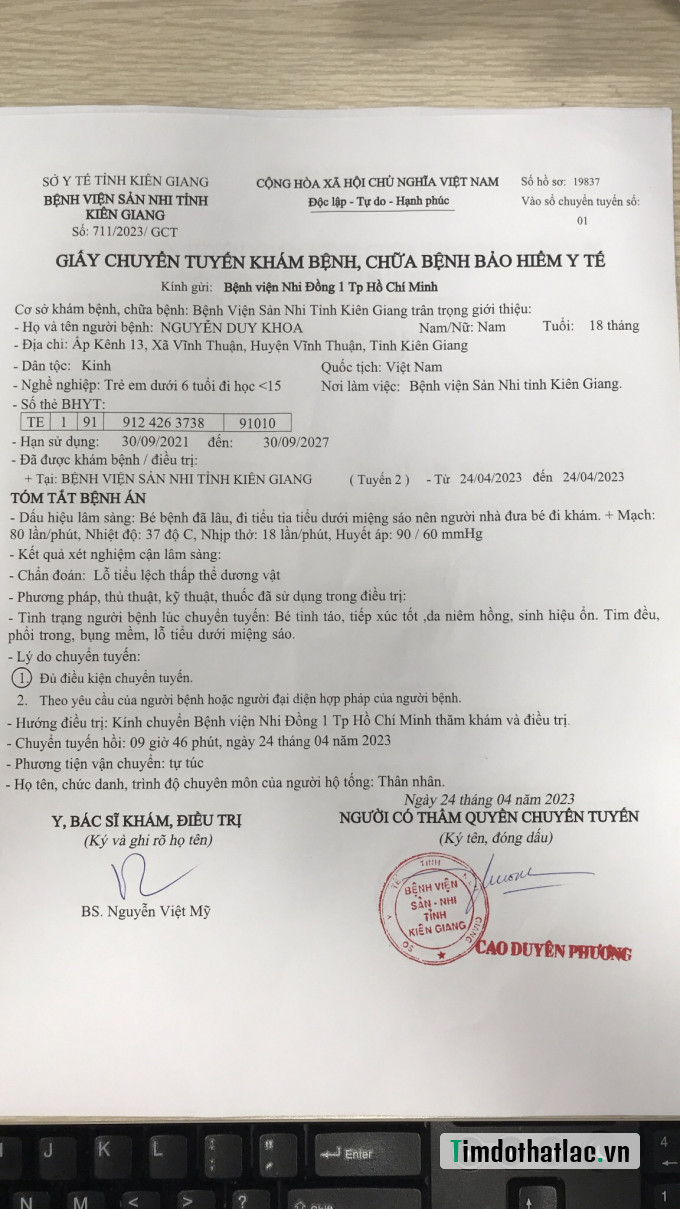 SỞ Y TẾ TỈNH KIÊN GIANG
BỆNH VIỆN SẢN NHI TỈNH
KIÊN GIANG
Số: 711/2023/ GCT
CỘNG HÒA XÃ HỘI CHỦ NGHĨA VIỆT NAM
Độc lập - Tự do - Hạnh phúc
Số hồ sơ: 19837
Vào sổ chuyển tuyến số:
01
GIẤY CHUYỂN TUYẾN KHÁM BỆNH, CHỮA BỆNH BẢO HIỂM Y TẾ
Kính gửi: Bệnh viện Nhi Đồng 1 Tp Hồ Chí Minh
Cơ sở khám bệnh, chữa bệnh: Bệnh Viện Sản Nhi Tỉnh Kiên Giang trân trọng giới thiệu:
- Họ và tên người bệnh: NGUYỄN DUY KHOA Nam/Nữ: Nam Tuổi: 18 tháng
- Địa chỉ: Ấp Kênh 13, Xã Vĩnh Thuận, Huyện Vĩnh Thuận, Tỉnh Kiên Giang
- Dân tộc: Kinh Quốc tịch: Việt Nam
- Nghề nghiệp: Trẻ em dưới 6 tuổi đi học <15 Nơi làm việc: Bệnh viện Sản Nhi tỉnh Kiên Giang.
- Số thẻ BHYT:
TE 1 91 912 426 3738 91010
- Hạn sử dụng: 30/09/2021 đến: 30/09/2027
- Đã được khám bệnh / điều trị:
+ Tại: BỆNH VIỆN SẢN NHI TỈNH KIÊN GIANG ( Tuyến 2 ) - Từ 24/04/2023 đến 24/04/2023
TÓM TẮT BỆNH ÁN
- Dấu hiệu lâm sàng: Bé bệnh đã lâu, đi tiểu tia tiểu dưới miệng sáo nên người nhà đưa bé đi khám. + Mạch:
80 lần/phút, Nhiệt độ: 37 độ C, Nhịp thở: 18 lần/phút, Huyết áp: 90 / 60 mmHg
- Kết quả xét nghiệm cận lâm sàng:
- Chẩn đoán: Lỗ tiểu lệch thấp thể dương vật
- Phương pháp, thủ thuật, kỹ thuật, thuốc đã sử dụng trong điều trị:
- Tình trạng người bệnh lúc chuyển tuyến: Bé tỉnh táo, tiếp xúc tốt ,da niêm hồng, sinh hiệu ổn. Tim đều,
phổi trong, bụng mềm, lỗ tiểu dưới miệng sáo.
- Lý do chuyển tuyến:
1. Đủ điều kiện chuyển tuyến.
2. Theo yêu cầu của người bệnh hoặc người đại diện hợp pháp của người bệnh.
- Hướng điều trị: Kính chuyển Bệnh viện Nhi Đồng 1 Tp Hồ Chí Minh thăm khám và điều trị.
- Chuyển tuyến hồi: 09 giờ 46 phút, ngày 24 tháng 04 năm 2023
- Phương tiện vận chuyển: tự túc
- Họ tên, chức danh, trình độ chuyên môn của người hộ tống: Thân nhân.
Ngày 24 tháng 04 năm 2023
Y, BÁC SĨ KHÁM, ĐIỀU TRỊ
(Ký và ghi rõ họ tên)
BS. Nguyễn Việt Mỹ
NGƯỜI CÓ THẨM QUYỀN CHUYỂN TUYẾN
(Ký tên, đóng dấu)
BỆNH VIỆN
SẢN - NHI
TỈNH
KIÊN GIANG
CAO DUYÊN PHƯƠNG
J K L Enter
N M < > ?
4
1
Timdothatlac.vn